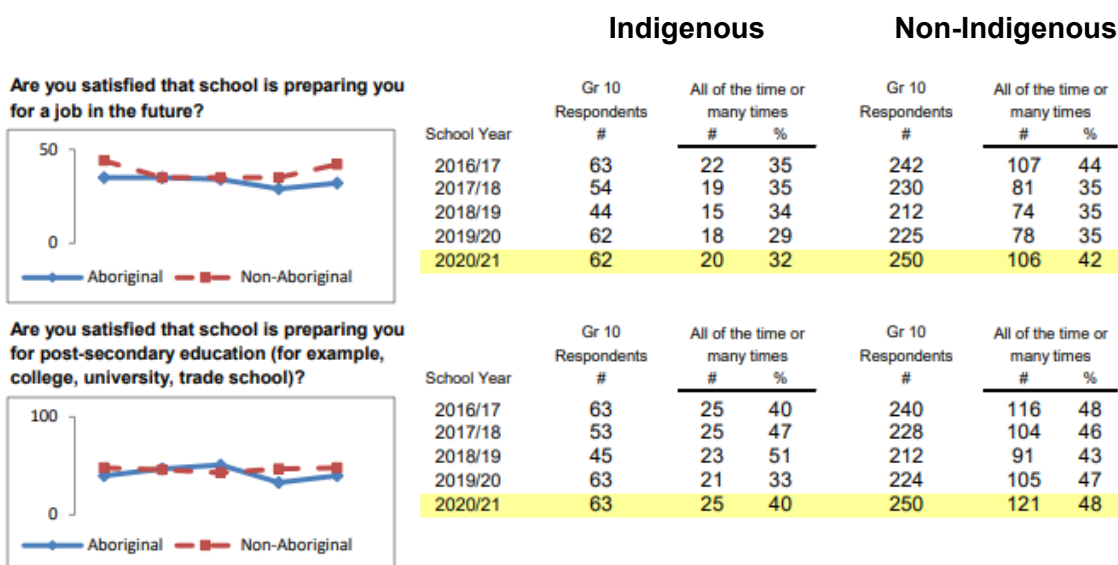 Indigenous Non-Indigenous
Are you satisfied that school is preparing you
for a job in the future?
50
0
Aboriginal Non-Aboriginal
Gr 10 All of the time or Gr 10 All of the time or
Respondents many times Respondents many times
School Year # # % # # %
2016/17 63 22 35 242 107 44
2017/18 54 19 35 230 81 35
2018/19 44 15 34 212 74 35
2019/20 62 18 29 225 78 35
2020/21 62 20 32 250 106 42
Are you satisfied that school is preparing you
for post-secondary education (for example,
college, university, trade school)?
100
0
Aboriginal Non-Aboriginal
Gr 10 All of the time or Gr 10 All of the time or
Respondents many times Respondents many times
School Year # # % # # %
2016/17 63 25 40 240 116 48
2017/18 53 25 47 228 104 46
2018/19 45 23 51 212 91 43
2019/20 63 21 33 224 105 47
2020/21 63 25 40 250 121 48